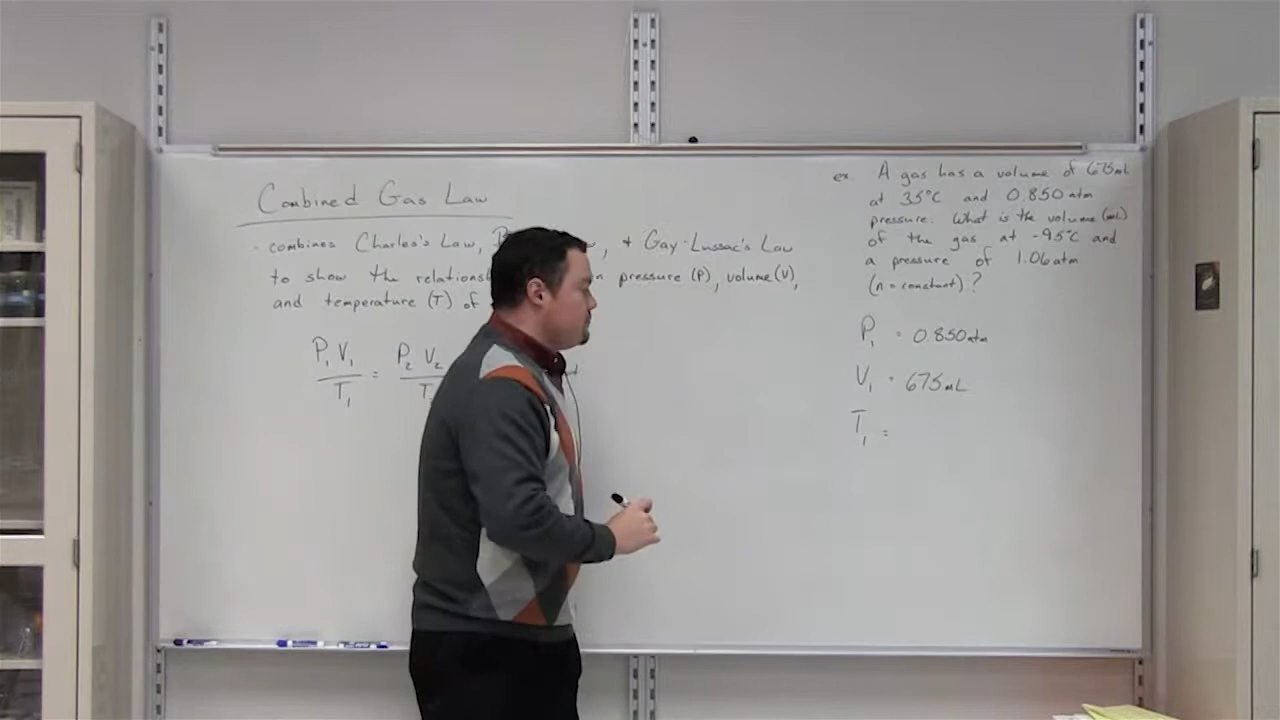 Combined Gas Law
- combines Charles's Law, & Gay-Lussac's Law
to show the pressure (P), volume (V),
and temperature (T) of
P₁ V₁ = P₂ V₂
T₁ T
ex. A gas has a volume of 675mL
at 35°C and 0.850 atm
pressure. What is the volume (mL)
of the gas at -95°C and
a pressure of 1.06 atm
(n = constant)?
P₁ = 0.850 atm
V₁ = 675 mL
T₁ =